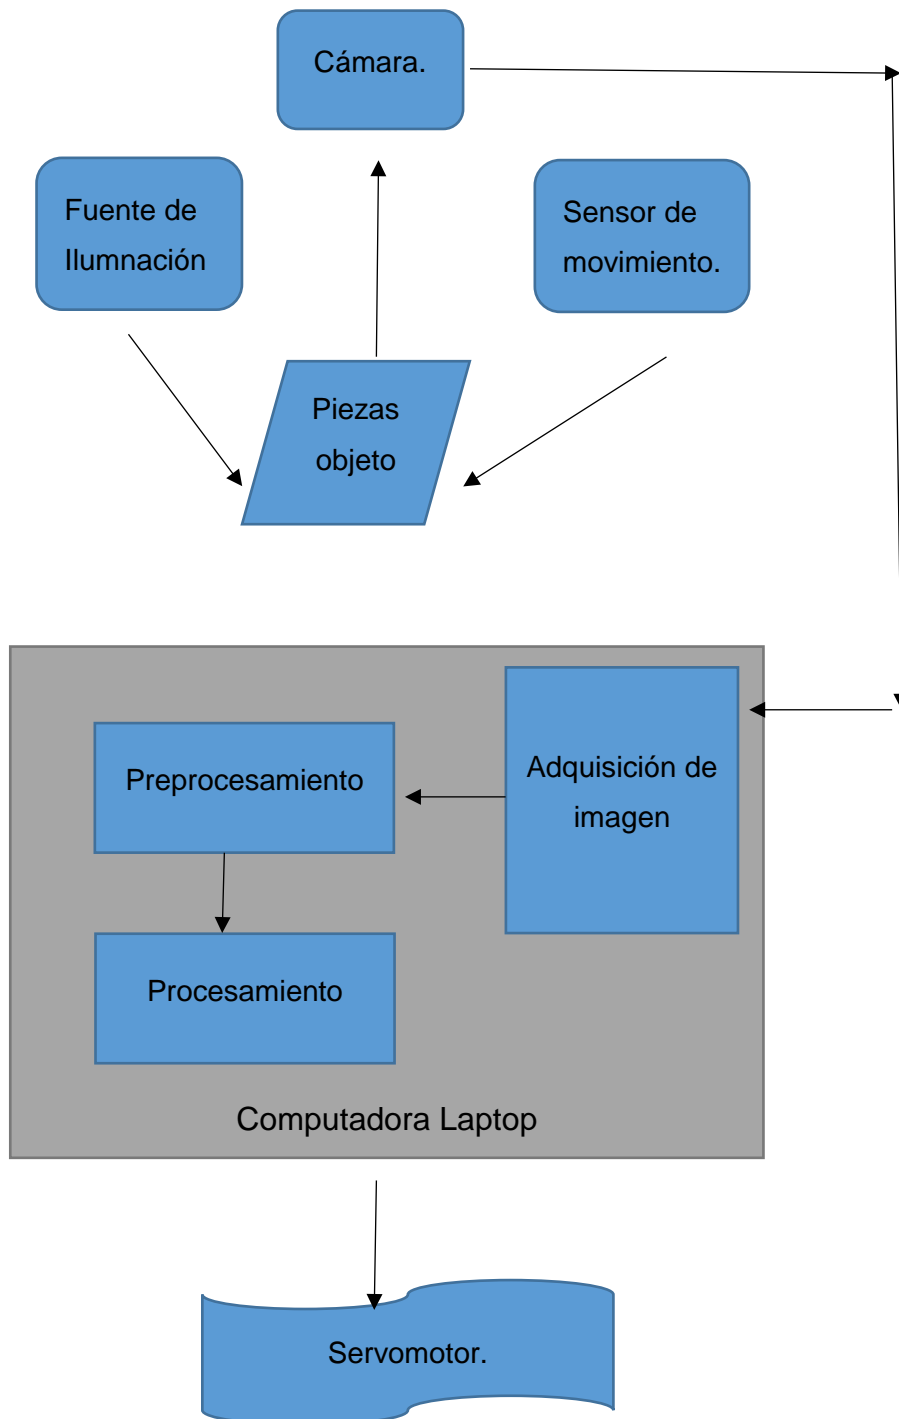 Cámara.
Fuente de
Ilumnación
Sensor de
movimiento.
Piezas
objeto
Adquisición de
imagen
Preprocesamiento
Procesamiento
Computadora Laptop
Servomotor.